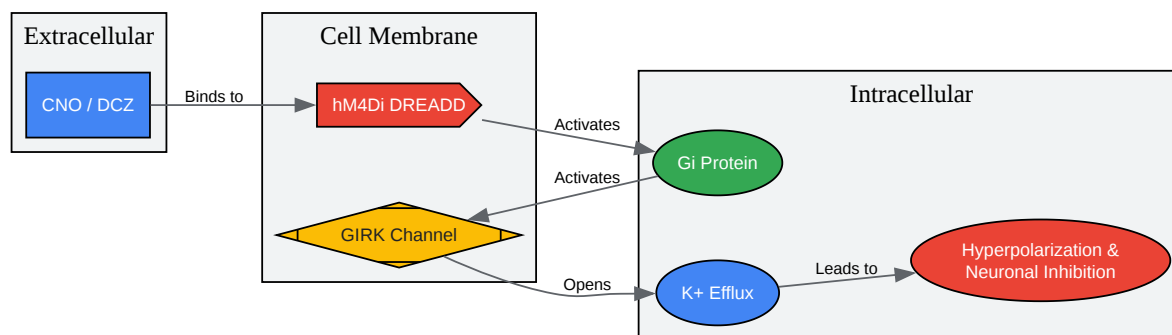 Extracellular
CNO / DCZ
Binds to
Cell Membrane
hM4Di DREADD
Activates
Intracellular
Gi Protein
Activates
GIRK Channel
Opens
K+ Efflux
Leads to
Hyperpolarization &
Neuronal Inhibition